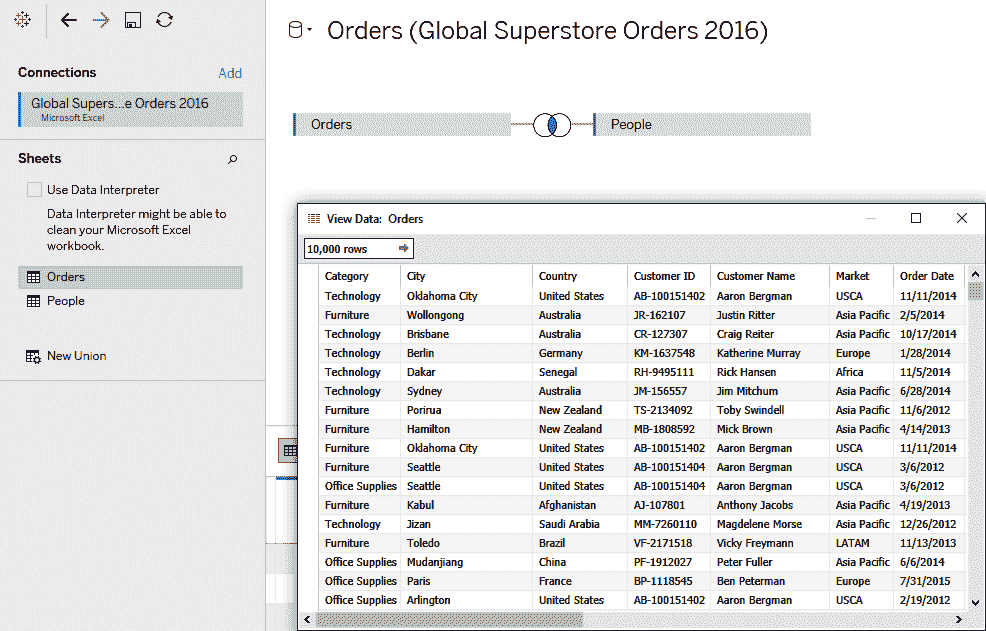 Orders (Global Superstore Orders 2016)
Connections Add
Global Supers...e Orders 2016
Microsoft Excel
Sheets
Use Data Interpreter
Data Interpreter might be able to
clean your Microsoft Excel
workbook.
Orders
People
New Union
Orders People
View Data: Orders
10,000 rows
Category City Country Customer ID Customer Name Market Order Date
Technology Oklahoma City United States AB-100151402 Aaron Bergman USCA 11/11/2014
Furniture Wollongong Australia JR-162107 Justin Ritter Asia Pacific 2/5/2014
Technology Brisbane Australia CR-127307 Craig Reiter Asia Pacific 10/17/2014
Technology Berlin Germany KM-1637548 Katherine Murray Europe 1/28/2014
Technology Dakar Senegal RH-9495111 Rick Hansen Africa 11/5/2014
Technology Sydney Australia JM-156557 Jim Mitchum Asia Pacific 6/28/2014
Furniture Porirua New Zealand TS-2134092 Toby Swindell Asia Pacific 11/6/2012
Furniture Hamilton New Zealand MB-1808592 Mick Brown Asia Pacific 4/14/2013
Furniture Oklahoma City United States AB-100151402 Aaron Bergman USCA 11/11/2014
Furniture Seattle United States AB-100151404 Aaron Bergman USCA 3/6/2012
Office Supplies Seattle United States AB-100151404 Aaron Bergman USCA 3/6/2012
Furniture Kabul Afghanistan AJ-107801 Anthony Jacobs Asia Pacific 4/19/2013
Technology Jizan Saudi Arabia MM-7260110 Magdelene Morse Asia Pacific 12/26/2012
Furniture Toledo Brazil VF-2171518 Vicky Freymann LATAM 11/13/2013
Office Supplies Mudanjiang China PF-1912027 Peter Fuller Asia Pacific 6/6/2014
Office Supplies Paris France BP-1118545 Ben Peterman Europe 7/31/2015
Office Supplies Arlington United States AB-100151402 Aaron Bergman USCA 2/19/2012